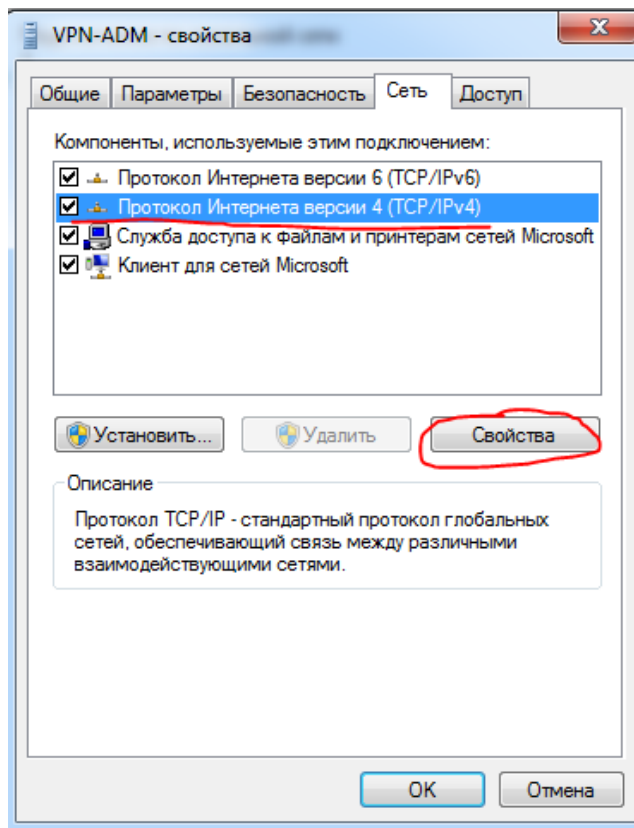 VPN-ADM - свойства
Общие Параметры Безопасность Сеть Доступ
Компоненты, используемые этим подключением:
Протокол Интернета версии 6 (TCP/IPv6)
Протокол Интернета версии 4 (TCP/IPv4)
Служба доступа к файлам и принтерам сетей Microsoft
Клиент для сетей Microsoft
Установить... Удалить Свойства
Описание
Протокол TCP/IP - стандартный протокол глобальных
сетей, обеспечивающий связь между различными
взаимодействующими сетями.
OK Отмена